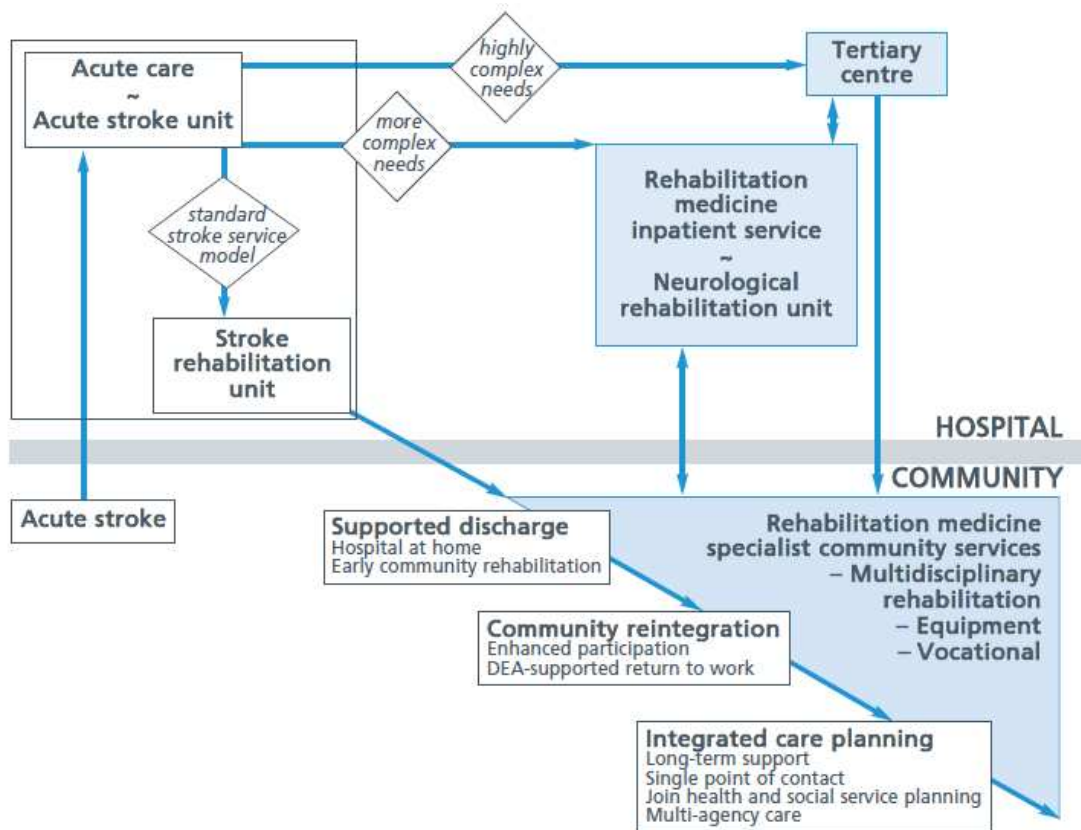 Acute care
~
Acute stroke unit
highly
complex
needs
Tertiary
centre
more
complex
needs
standard
stroke service
model
Rehabilitation
medicine
inpatient service
~
Neurological
rehabilitation unit
Stroke
rehabilitation
unit
HOSPITAL
COMMUNITY
Acute stroke
Supported discharge
Hospital at home
Early community rehabilitation
Rehabilitation medicine
specialist community services
– Multidisciplinary
rehabilitation
– Equipment
– Vocational
Community reintegration
Enhanced participation
DEA-supported return to work
Integrated care planning
Long-term support
Single point of contact
Join health and social service planning
Multi-agency care